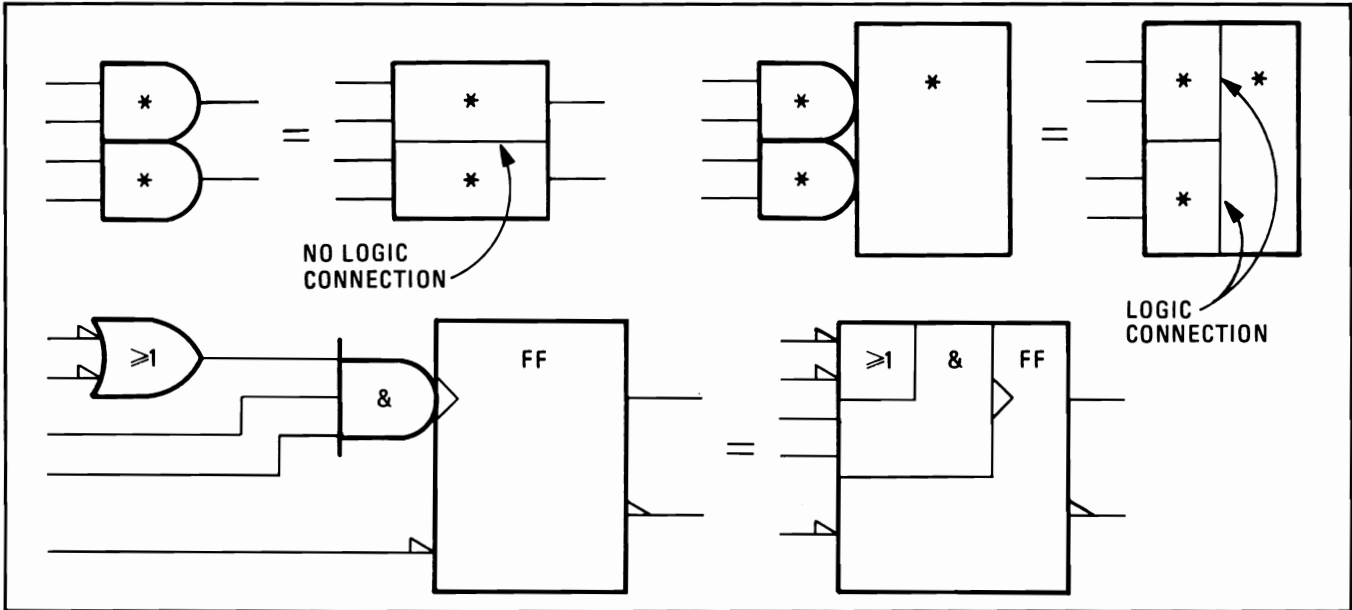 * = * *
* *
* * = *
*
NO LOGIC
CONNECTION
LOGIC
CONNECTION
≥1 & FF = ≥1 & FF